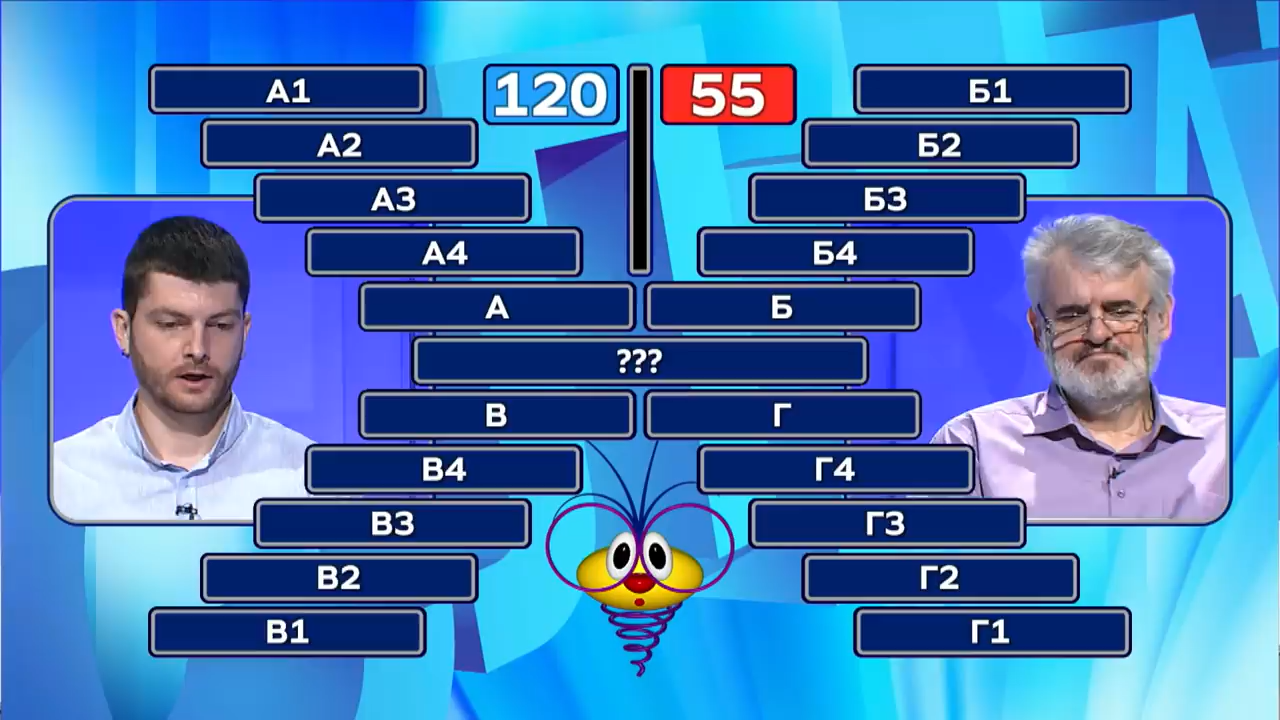 А1 120 55 Б1
А2 Б2
А3 Б3
А4 Б4
А Б
???
В Г
В4 Г4
В3 Г3
В2 Г2
В1 Г1